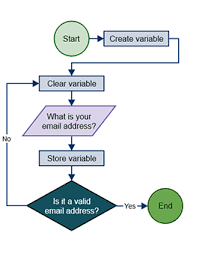 Start
Create variable
Clear variable
What is your
email address?
No
Store variable
Is it a valid
email address?
Yes
End